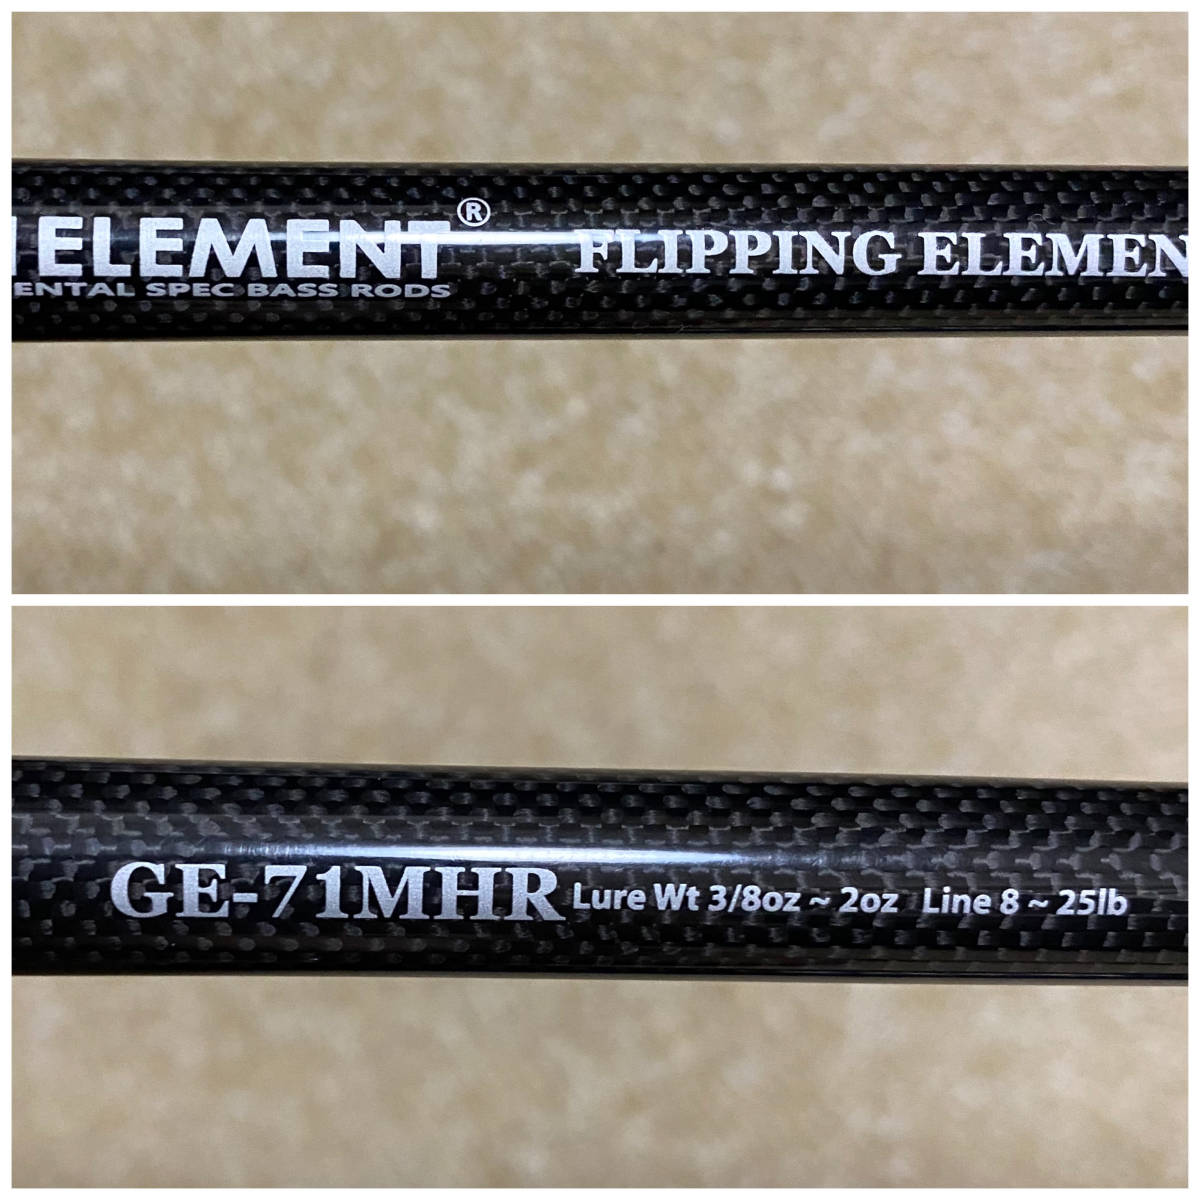 ELEMENT® FLIPPING ELEMEN
ENTAL SPEC BASS RODS
GE-71MHR Lure Wt 3/8oz ~ 2oz Line 8 ~ 25lb